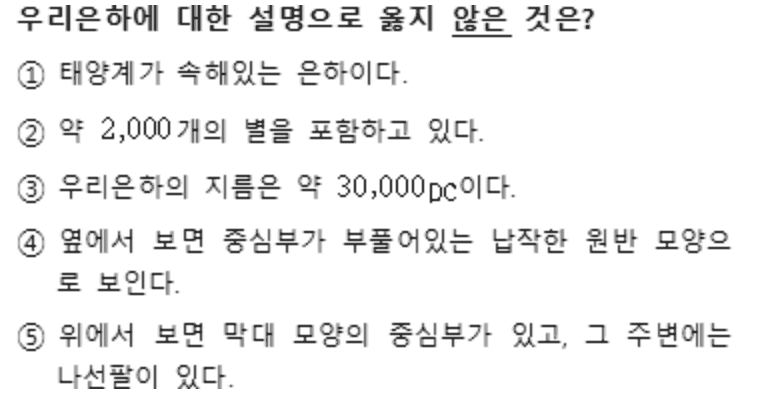 우리은하에 대한 설명으로 옳지 않은 것은?
① 태양계가 속해있는 은하이다.
② 약 2,000개의 별을 포함하고 있다.
③ 우리은하의 지름은 약 30,000pc이다.
④ 옆에서 보면 중심부가 부풀어있는 납작한 원반 모양으
로 보인다.
⑤ 위에서 보면 막대 모양의 중심부가 있고, 그 주변에는
나선팔이 있다.